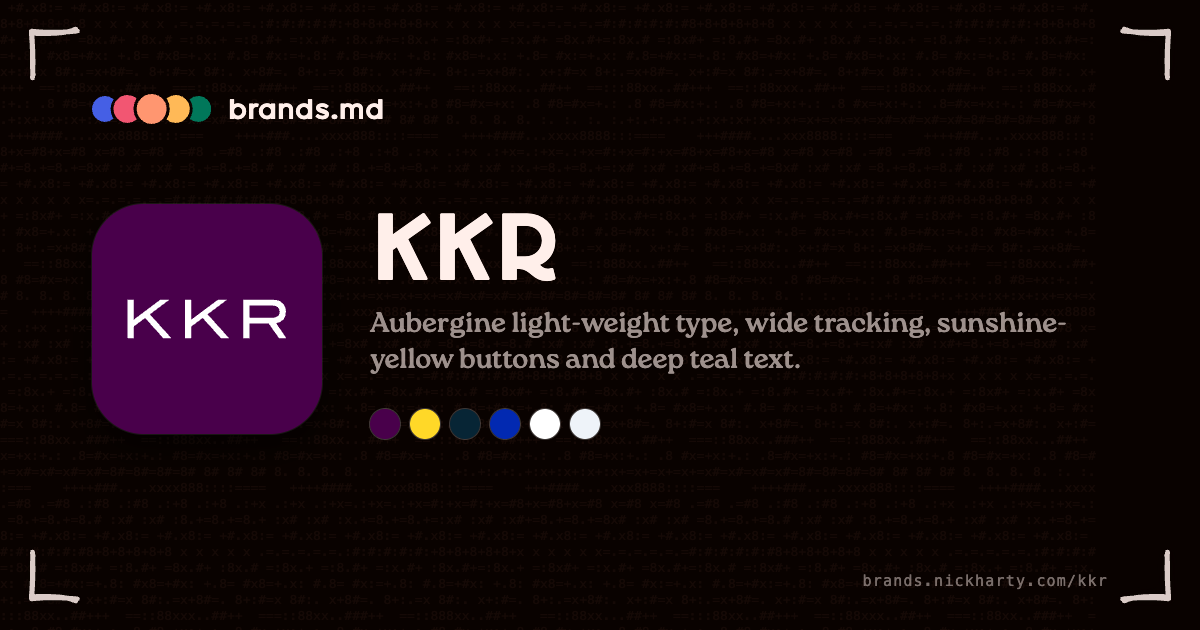 brands.md
KKR
KKR
Aubergine light-weight type, wide tracking, sunshine-
yellow buttons and deep teal text.
brands.nickharty.com/kkr